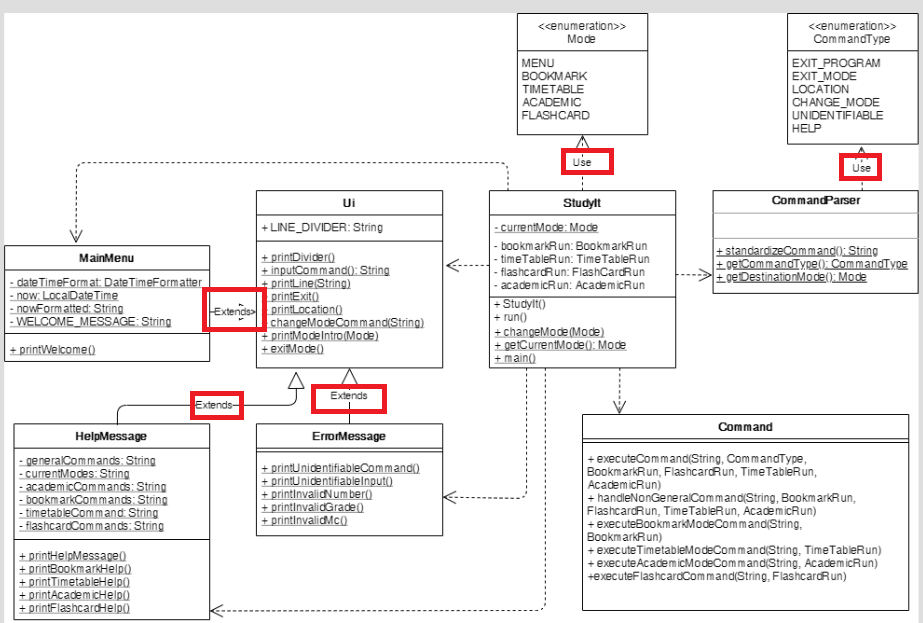 <<enumeration>>
Mode
MENU
BOOKMARK
TIMETABLE
ACADEMIC
FLASHCARD
<<enumeration>>
CommandType
EXIT_PROGRAM
EXIT_MODE
LOCATION
CHANGE_MODE
UNIDENTIFIABLE
HELP
Use
Use
Ui
+ LINE_DIVIDER: String
+ printDivider()
+ inputCommand(): String
+ printLine(String)
+ printExit()
+ printLocation()
+ changeModeCommand(String)
+ printModeIntro(Mode)
+ exitMode()
StudyIt
- currentMode: Mode
- bookmarkRun: BookmarkRun
- timeTableRun: TimeTableRun
- flashcardRun: FlashCardRun
- academicRun: AcademicRun
+ StudyIt()
+ run()
+ changeMode(Mode)
+ getCurrentMode(): Mode
+ main()
CommandParser
+ standardizeCommand(): String
+ getCommandType(): CommandType
+ getDestinationMode(): Mode
MainMenu
- dateTimeFormat: DateTimeFormatter
- now: LocalDateTime
- nowFormatted: String
- WELCOME_MESSAGE: String
+ printWelcome()
Extends
Extends
Extends
HelpMessage
- generalCommands: String
- currentModes: String
- academicCommands: String
- bookmarkCommands: String
- timetableCommand: String
- flashcardCommands: String
+ printHelpMessage()
+ printBookmarkHelp()
+ printTimetableHelp()
+ printAcademicHelp()
+ printFlashcardHelp()
ErrorMessage
+ printUnidentifiableCommand()
+ printUnidentifiableInput()
+ printInvalidNumber()
+ printInvalidGrade()
+ printInvalidMc()
Command
+ executeCommand(String, CommandType,
BookmarkRun, FlashcardRun, TimeTableRun,
AcademicRun)
+ handleNonGeneralCommand(String, BookmarkRun,
FlashcardRun, TimeTableRun, AcademicRun)
+ executeBookmarkModeCommand(String,
BookmarkRun)
+ executeTimetableModeCommand(String, TimeTableRun)
+ executeAcademicModeCommand(String, AcademicRun)
+executeFlashcardCommand(String, FlashcardRun)